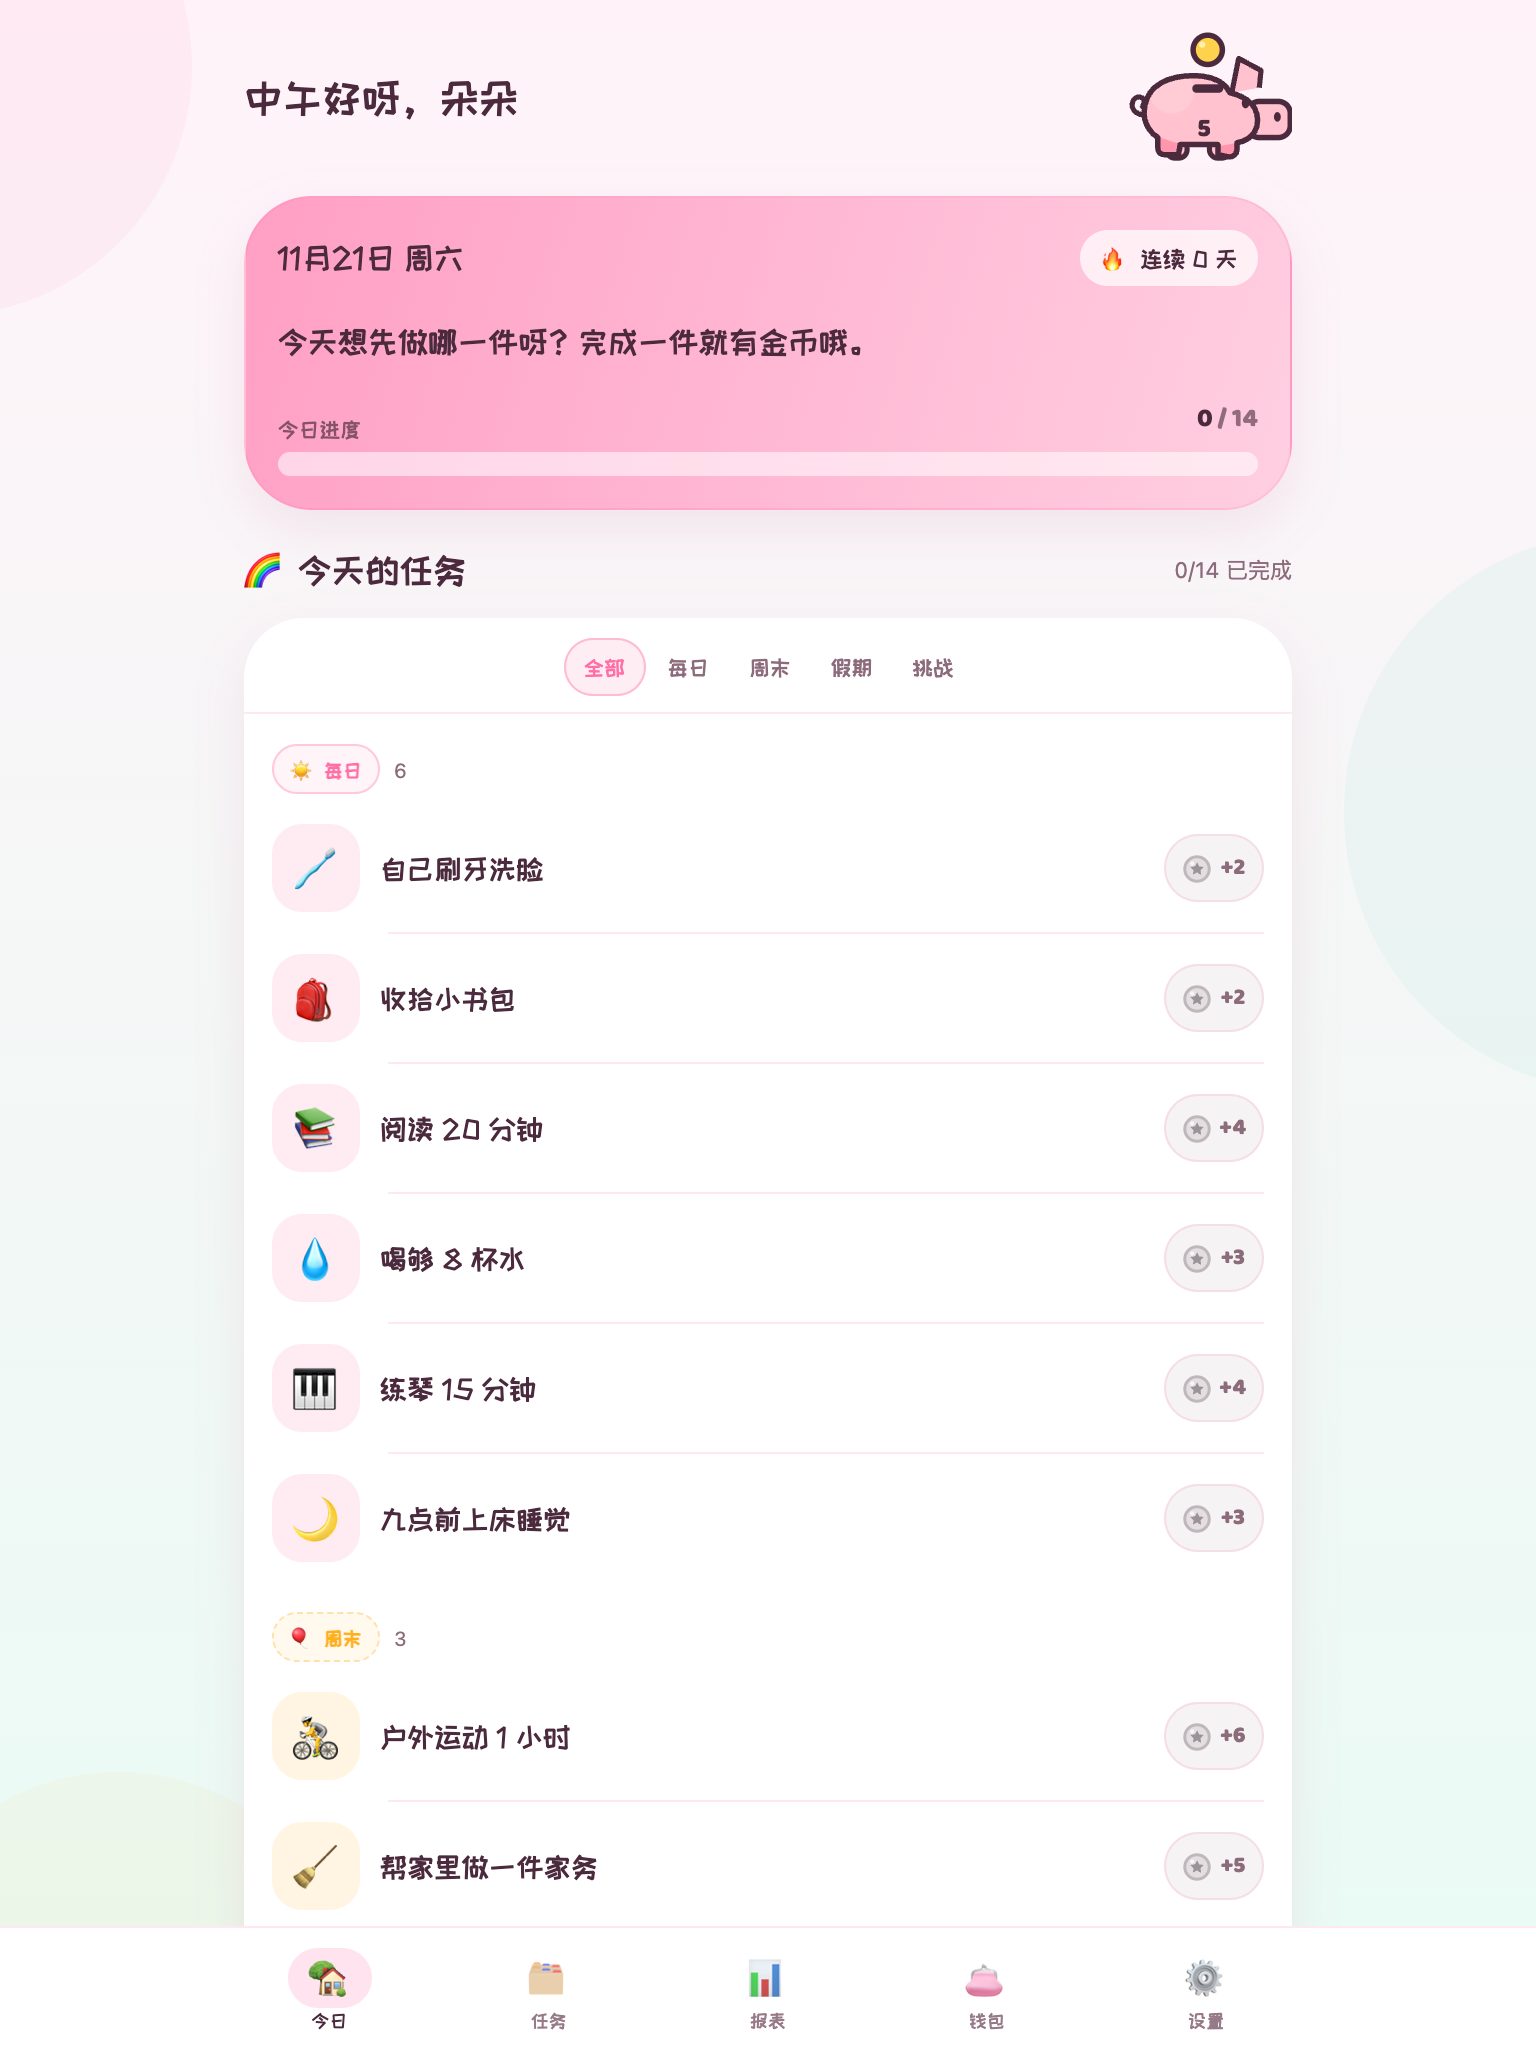 中午好呀，朵朵
5
11月21日 周六
🔥 连续 0 天
今天想先做哪一件呀？完成一件就有金币哦。
今日进度
0 / 14
🌈 今天的任务
0/14 已完成
全部 每日 周末 假期 挑战
☀️ 每日 6
自己刷牙洗脸 +2
收拾小书包 +2
阅读 20 分钟 +4
喝够 8 杯水 +3
练琴 15 分钟 +4
九点前上床睡觉 +3
🎈 周末 3
户外运动 1 小时 +6
帮家里做一件家务 +5
今日 任务 报表 钱包 设置